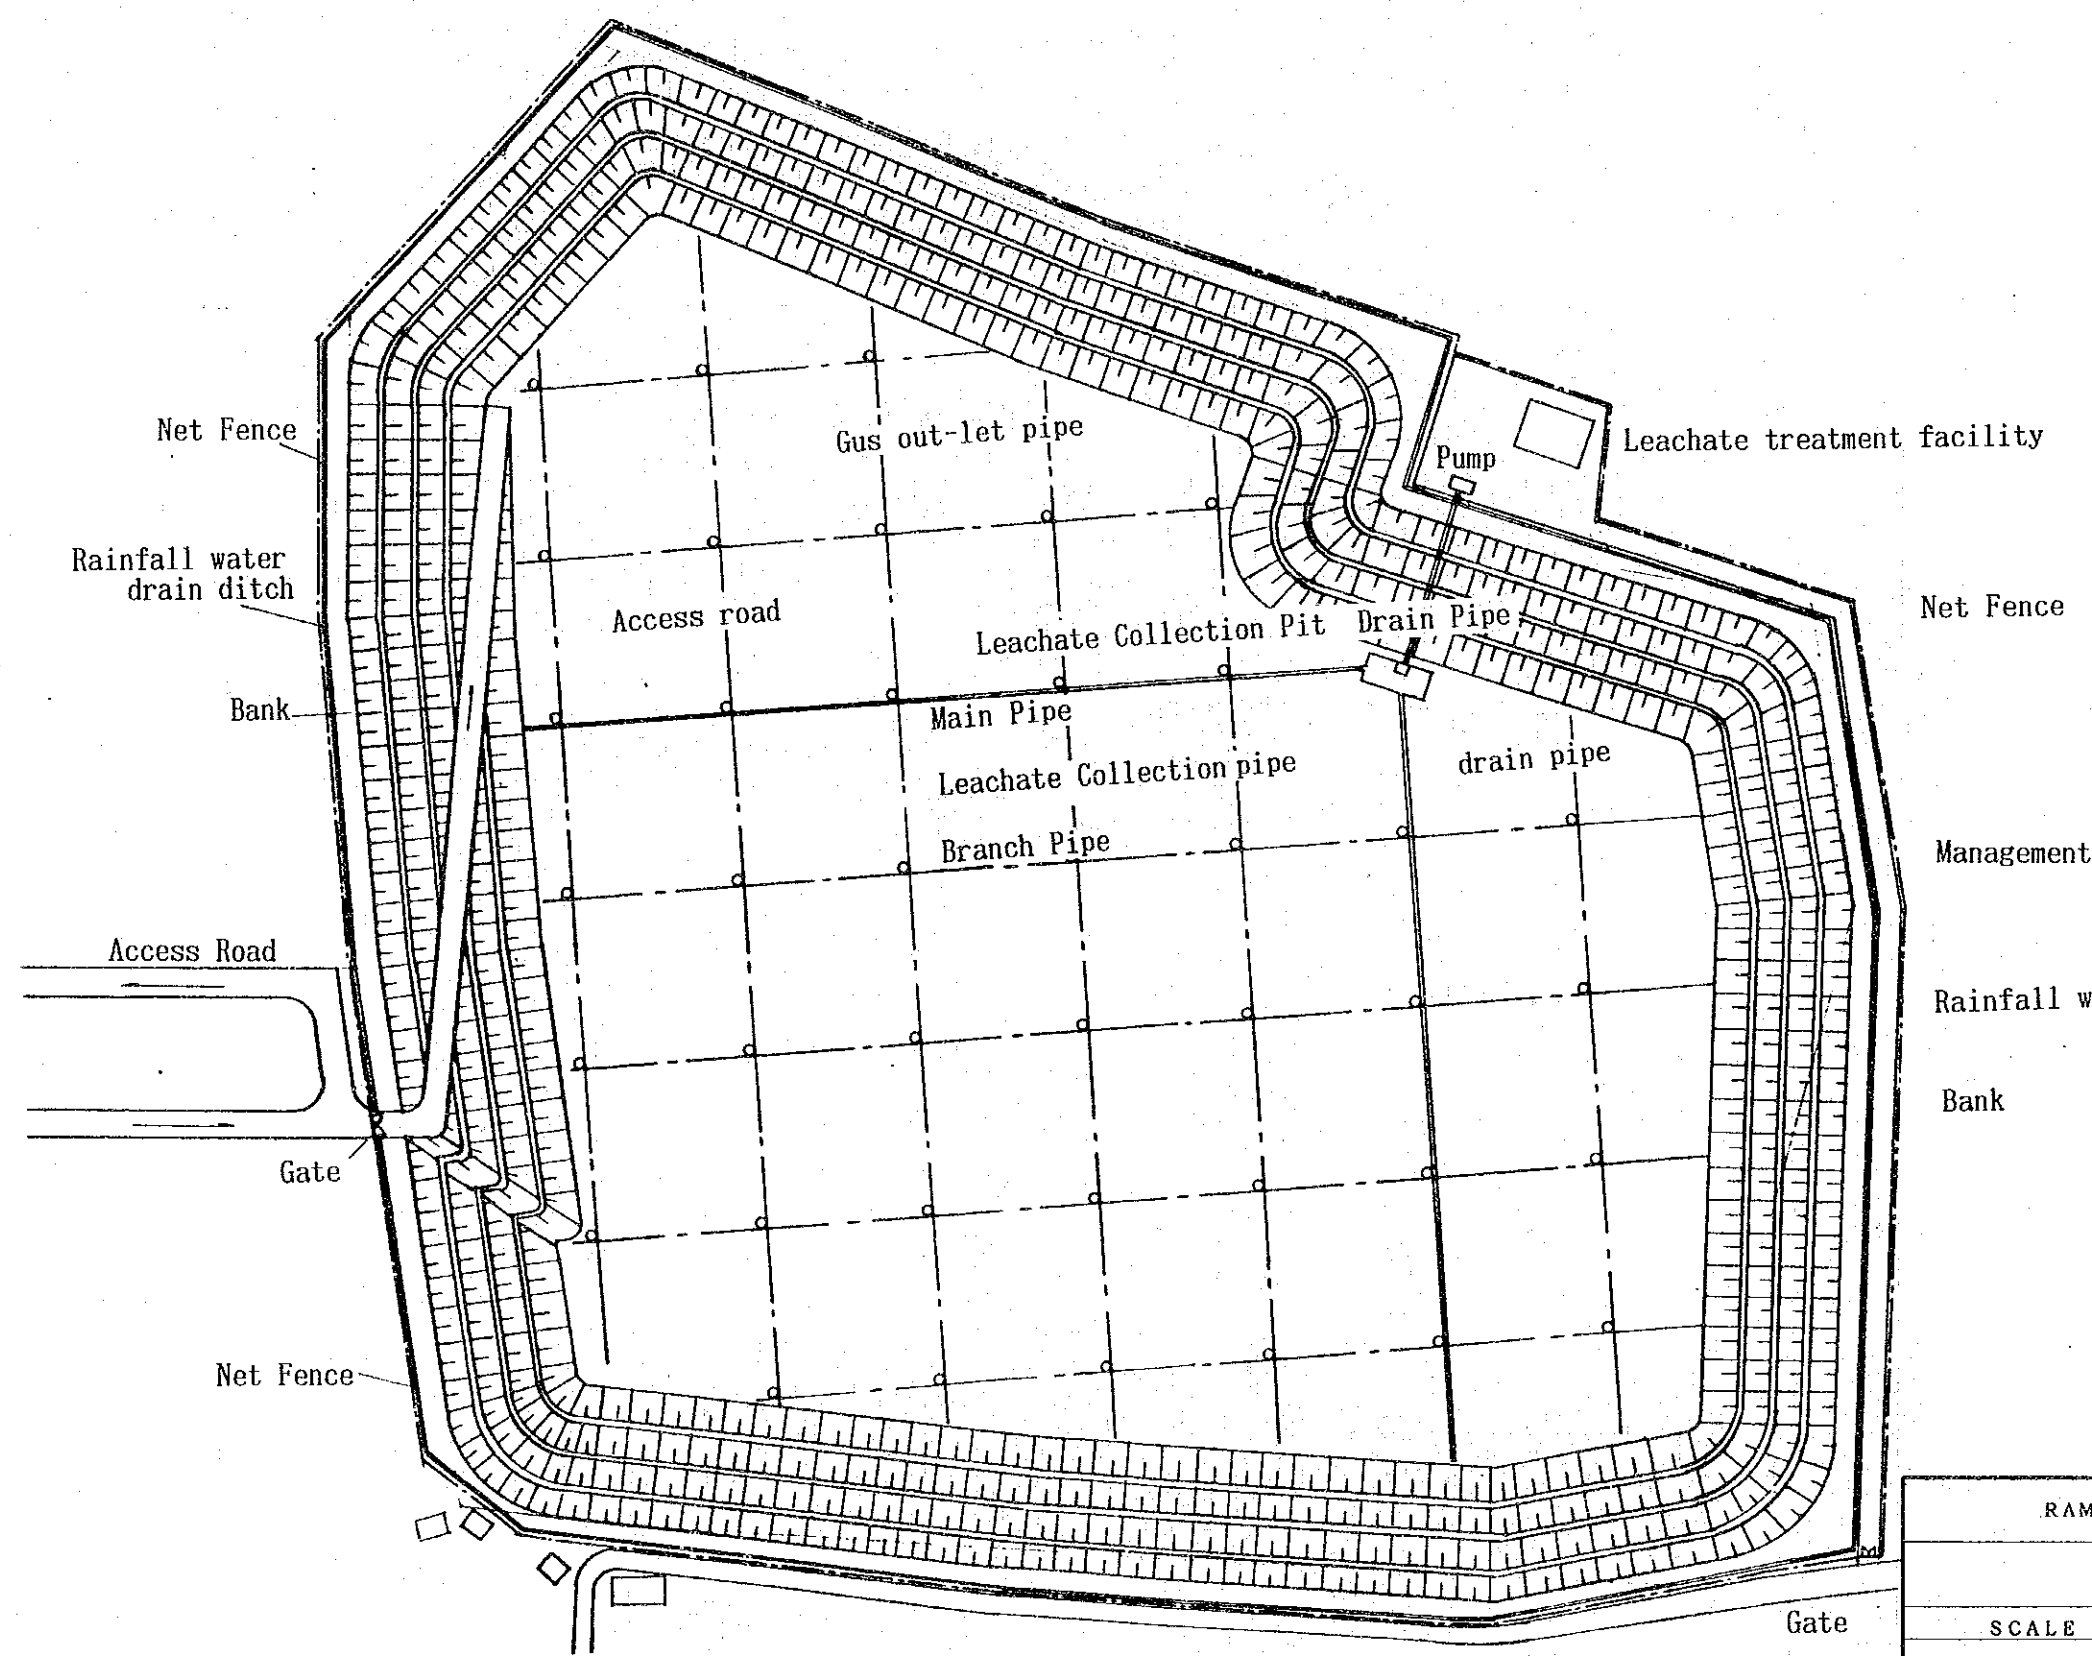 Net Fence
Gus out-let pipe
Leachate treatment facility
Pump
Rainfall water
drain ditch
Access road
Leachate Collection Pit
Drain Pipe
Net Fence
Bank
Main Pipe
Leachate Collection pipe
drain pipe
Branch Pipe
Management
Access Road
Rainfall w
Bank
Gate
Net Fence
RAM
Gate
SCALE